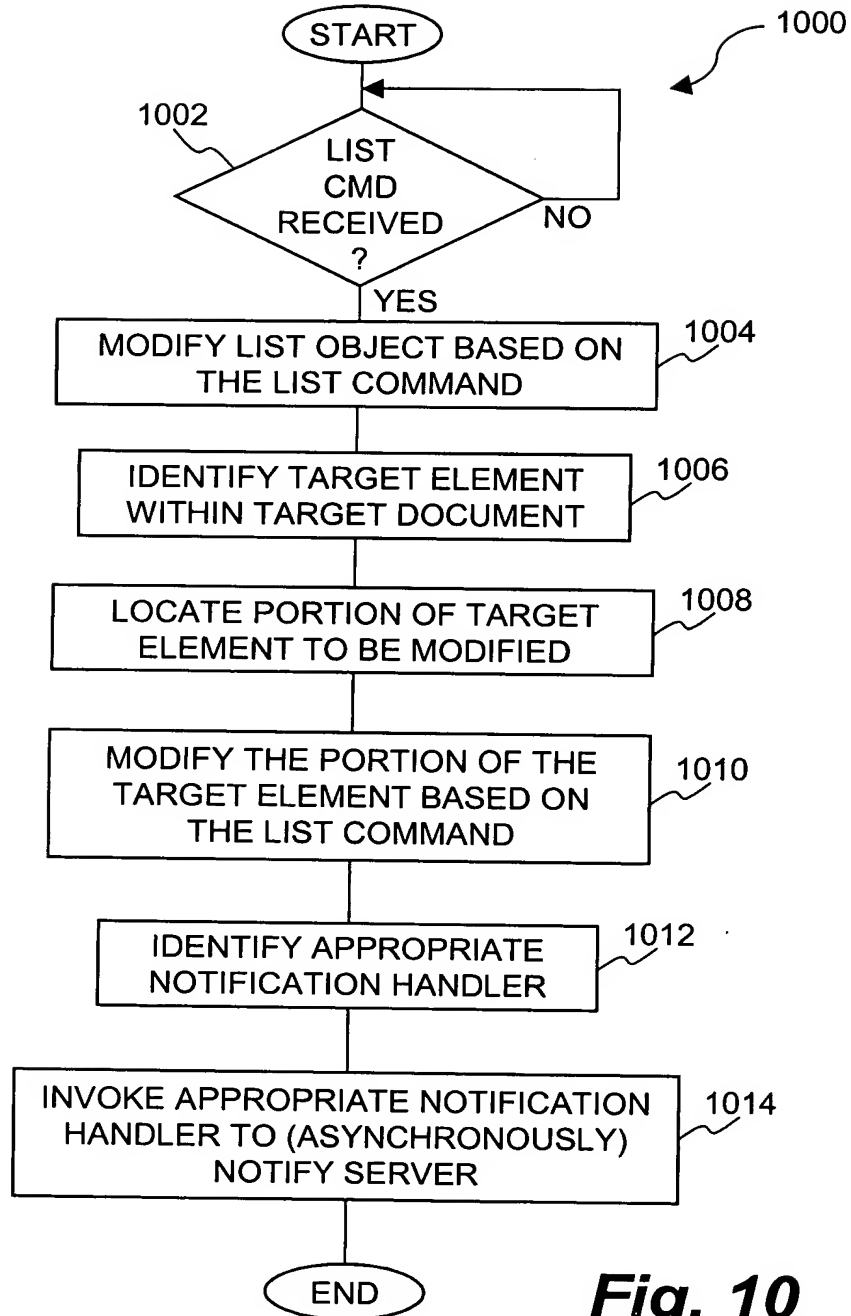 START
1000
1002
LIST
CMD
RECEIVED
?
NO
YES
MODIFY LIST OBJECT BASED ON
THE LIST COMMAND
1004
IDENTIFY TARGET ELEMENT
WITHIN TARGET DOCUMENT
1006
LOCATE PORTION OF TARGET
ELEMENT TO BE MODIFIED
1008
MODIFY THE PORTION OF THE
TARGET ELEMENT BASED ON
THE LIST COMMAND
1010
IDENTIFY APPROPRIATE
NOTIFICATION HANDLER
1012
INVOKE APPROPRIATE NOTIFICATION
HANDLER TO (ASYNCHRONOUSLY)
NOTIFY SERVER
1014
END
Fig. 10